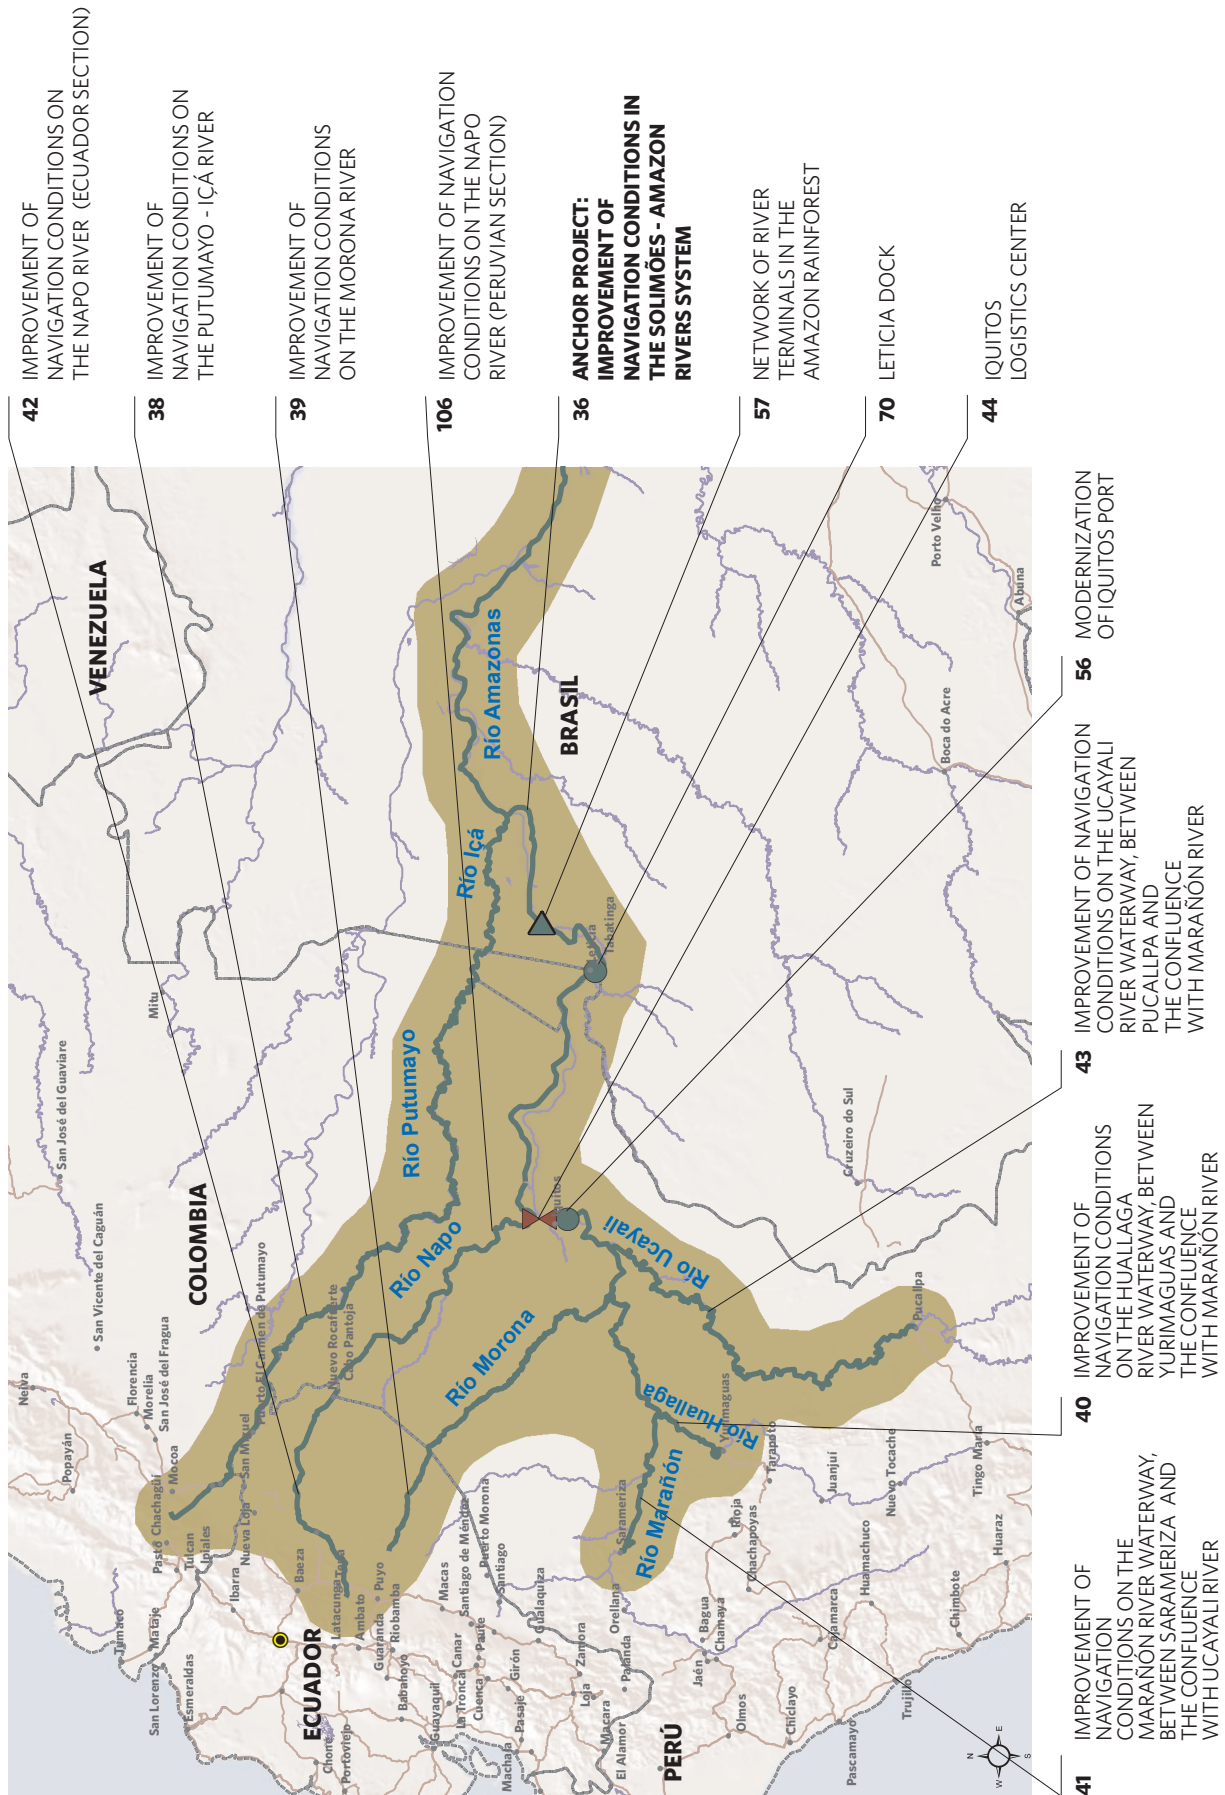 42
IMPROVEMENT OF
NAVIGATION CONDITIONS ON
THE NAPO RIVER (ECUADOR SECTION)
38
IMPROVEMENT OF
NAVIGATION CONDITIONS ON
THE PUTUMAYO - IÇÁ RIVER
39
IMPROVEMENT OF
NAVIGATION CONDITIONS
ON THE MORONA RIVER
106
IMPROVEMENT OF NAVIGATION
CONDITIONS ON THE NAPO
RIVER (PERUVIAN SECTION)
36
ANCHOR PROJECT:
IMPROVEMENT OF
NAVIGATION CONDITIONS IN
THE SOLIMÕES - AMAZON
RIVERS SYSTEM
57
NETWORK OF RIVER
TERMINALS IN THE
AMAZON RAINFOREST
70
LETICIA DOCK
44
IQUITOS
LOGISTICS CENTER
41
IMPROVEMENT OF
NAVIGATION
CONDITIONS ON THE
MARAÑÓN RIVER WATERWAY,
BETWEEN SARAMERIZA AND
THE CONFLUENCE
WITH UCAYALI RIVER
40
IMPROVEMENT OF
NAVIGATION CONDITIONS
ON THE HUALLAGA
RIVER WATERWAY, BETWEEN
YURIMAGUAS AND
THE CONFLUENCE
WITH MARAÑÓN RIVER
43
IMPROVEMENT OF NAVIGATION
CONDITIONS ON THE UCAYALI
RIVER WATERWAY, BETWEEN
PUCALLPA AND
THE CONFLUENCE
WITH MARAÑÓN RIVER
56
MODERNIZATION
OF IQUITOS PORT
VENEZUELA
COLOMBIA
BRASIL
ECUADOR
PERÚ
Río Amazonas
Río Içá
Río Putumayo
Río Napo
Río Morona
Río Ucayali
Río Huallaga
Río Marañón
Neiva
Popayán
San Vicente del Caguán
San José del Guaviare
Mitu
Florencia
Morelia
San José del Fragua
Mocoa
Pasto
Chachagüí
Tumaco
Mataje
San Lorenzo
Esmeraldas
Tulcan
Ipiales
Ibarra
Nueva Loja
San Miguel
Puerto El Carmen de Putumayo
Nuevo Rocafuerte
Cabo Pantoja
Baeza
Latacunga
Tena
Ambato
Puyo
Guaranda
Riobamba
Babahoyo
Chone
Portoviejo
Guayaquil
La Troncal
Canar
Cuenca
Paute
Macas
Santiago de Méndez
Puerto Morona
Santiago
Gualaquiza
Girón
Pasaje
Machala
Zamora
Loja
Macara
Palanda
El Alamor
Orellana
Sarameriza
Yurimaguas
Tarapoto
Rioja
Chachapoyas
Bagua
Chamaya
Jaén
Olmos
Chiclayo
Pascamayo
Trujillo
Cajamarca
Huamachuco
Juanjuí
Nuevo Tocache
Tingo Maria
Huaraz
Chimbote
Pucallpa
Iquitos
Leticia
Tabatinga
Cruzeiro do Sul
Boca do Acre
Porto Velho
Abuna
N
E
S
W